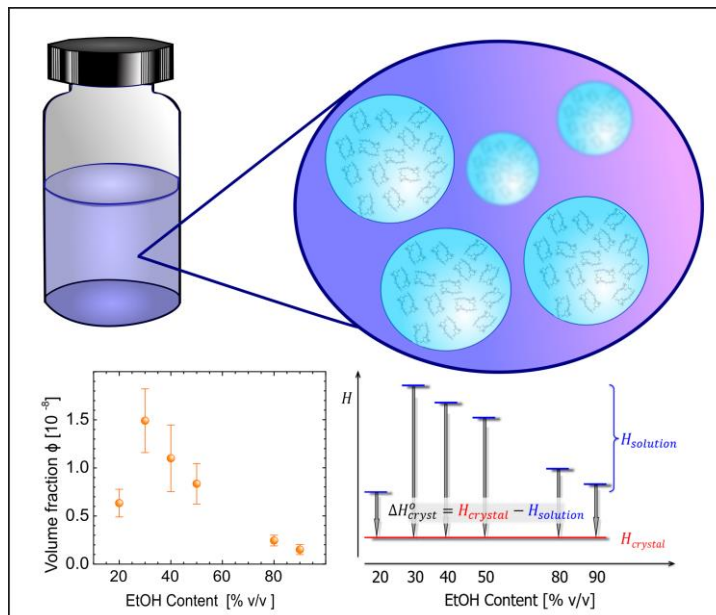 Volume fraction ϕ [10⁻⁸]
1.5
1.0
0.5
0.0
20 40 60 80
EtOH Content [% v/v]
H
H_solution
ΔH°_cryst = H_crystal − H_solution
H_crystal
20 30 40 50 80 90
EtOH Content [% v/v]